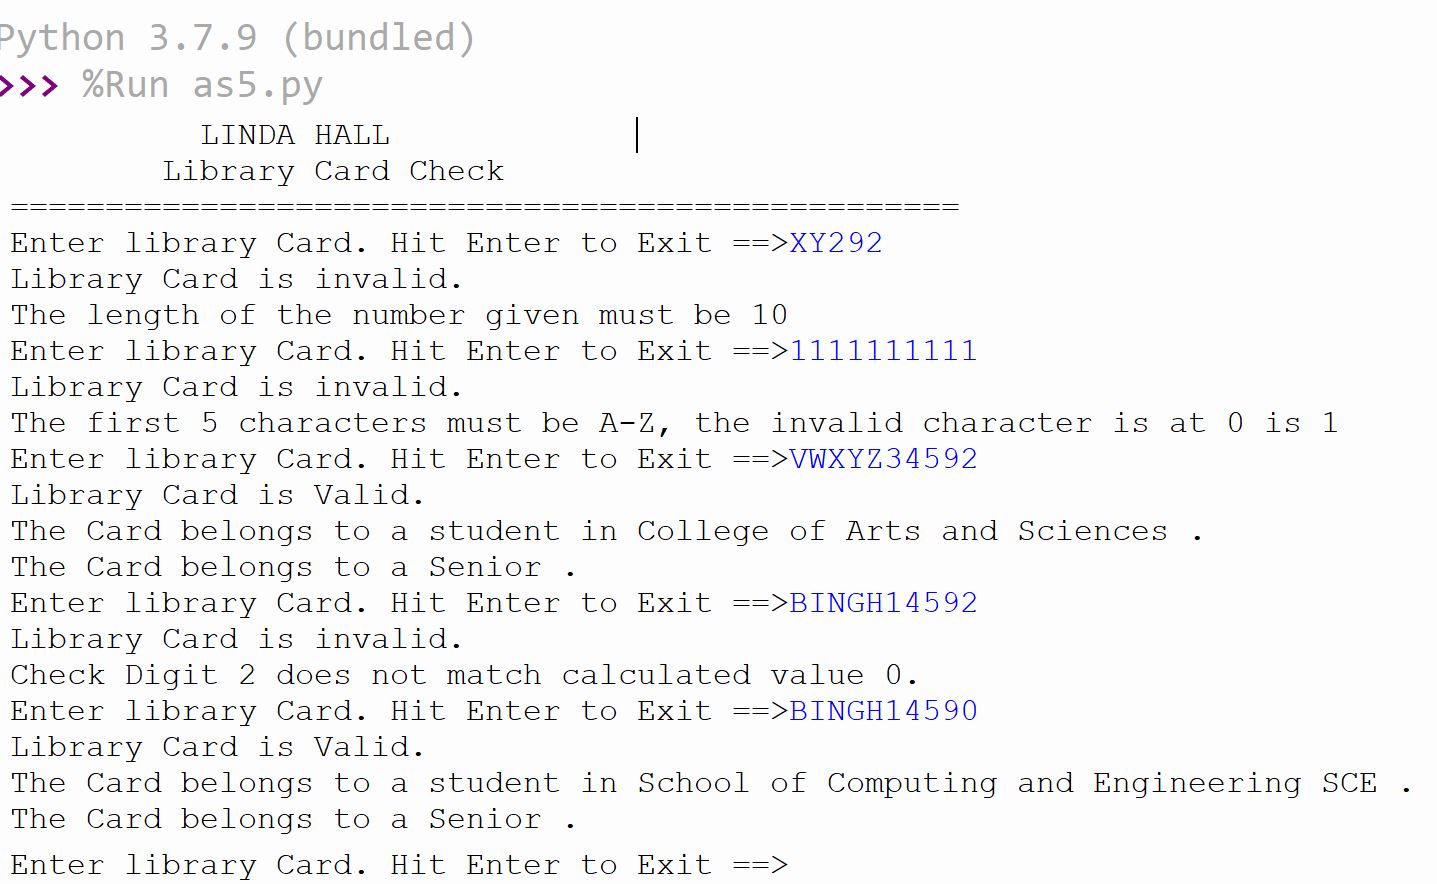 Python 3.7.9 (bundled)
>>> %Run as5.py
LINDA HALL
Library Card Check
==================================================
Enter library Card. Hit Enter to Exit ==>XY292
Library Card is invalid.
The length of the number given must be 10
Enter library Card. Hit Enter to Exit ==>1111111111
Library Card is invalid.
The first 5 characters must be A-Z, the invalid character is at 0 is 1
Enter library Card. Hit Enter to Exit ==>VWXYZ34592
Library Card is Valid.
The Card belongs to a student in College of Arts and Sciences .
The Card belongs to a Senior .
Enter library Card. Hit Enter to Exit ==>BINGH14592
Library Card is invalid.
Check Digit 2 does not match calculated value 0.
Enter library Card. Hit Enter to Exit ==>BINGH14590
Library Card is Valid.
The Card belongs to a student in School of Computing and Engineering SCE .
The Card belongs to a Senior .
Enter library Card. Hit Enter to Exit ==>